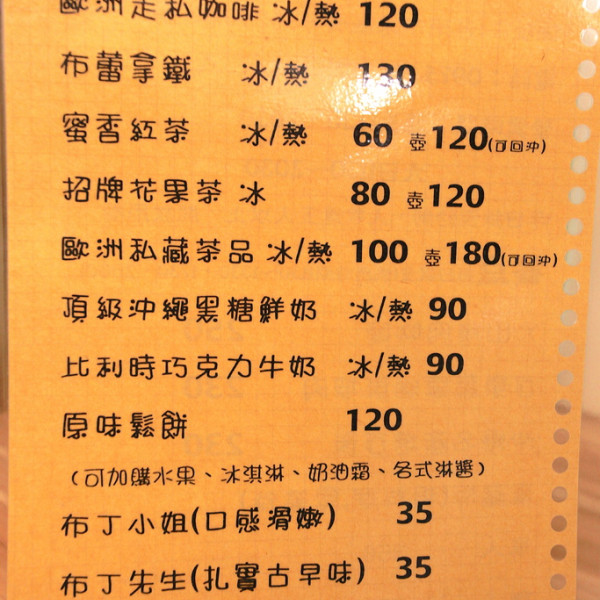 歐洲走私咖啡 冰/熱 120
布蕾拿鐵 冰/熱 130
蜜香紅茶 冰/熱 60 壺120(可回沖)
招牌花果茶 冰 80 壺120
歐洲私藏茶品 冰/熱 100 壺180(可回沖)
頂級沖繩黑糖鮮奶 冰/熱 90
比利時巧克力牛奶 冰/熱 90
原味鬆餅 120
(可加購水果、冰淇淋、奶油霜、各式淋醬)
布丁小姐(口感滑嫩) 35
布丁先生(扎實古早味) 35